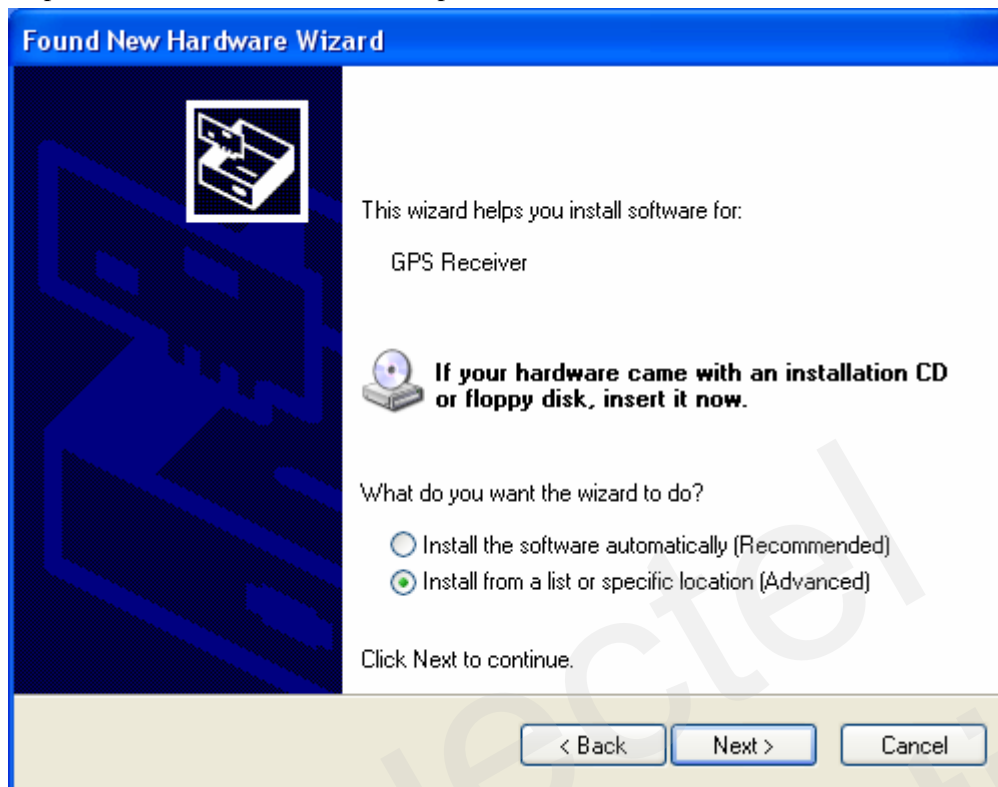 Found New Hardware Wizard
This wizard helps you install software for:
GPS Receiver
If your hardware came with an installation CD
or floppy disk, insert it now.
What do you want the wizard to do?
Install the software automatically (Recommended)
Install from a list or specific location (Advanced)
Click Next to continue.
< Back Next > Cancel